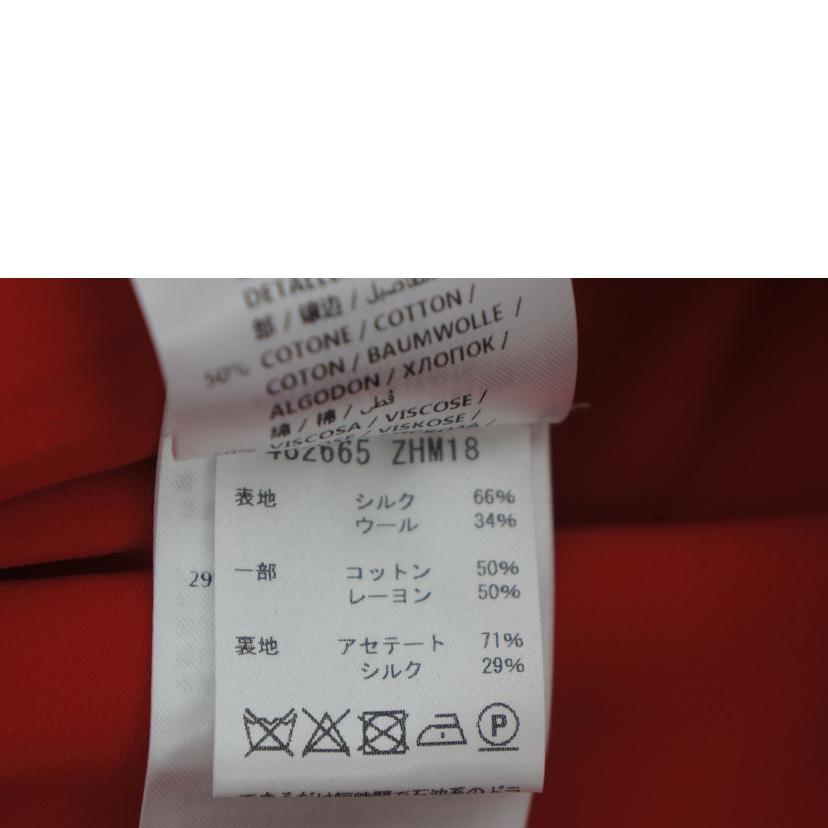 DETALLE
部 / 镶边 / التفاصيل
COTONE / COTTON /
50% COTON / BAUMWOLLE /
ALGODON / ХЛОПОК /
綿 / 棉 / قطن
VISCOSA / VISCOSE /
/ VISKOSE /
462665 ZHM18
表地 シルク 66%
ウール 34%
一部 コットン 50%
レーヨン 50%
29
裏地 アセテート 71%
シルク 29%
P